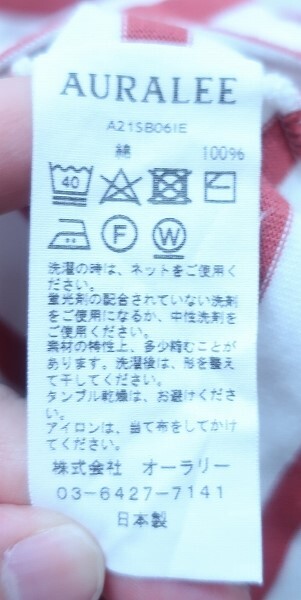 AURALEE
A21SB06IE
綿 100%
40
F W
洗濯の時は、ネットをご使用く
ださい。
蛍光剤の配合されていない洗剤
をご使用になるか、中性洗剤を
ご使用ください。
素材の特性上、多少縮むことが
あります。洗濯後は、形を整え
て干してください。
タンブル乾燥は、お避けくださ
い。
アイロンは、当て布をしてかけ
てください。
株式会社 オーラリー
03-6427-7141
日本製